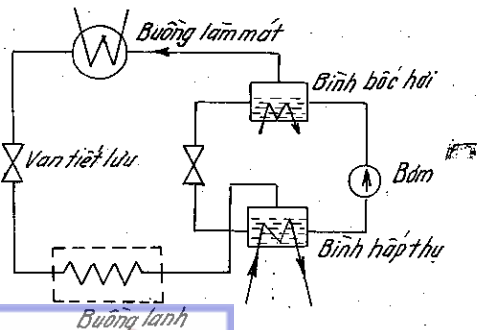 Buồng làm mát
Bình bốc hơi
Van tiết lưu
Bơm
Bình hấp thụ
Buồng lạnh